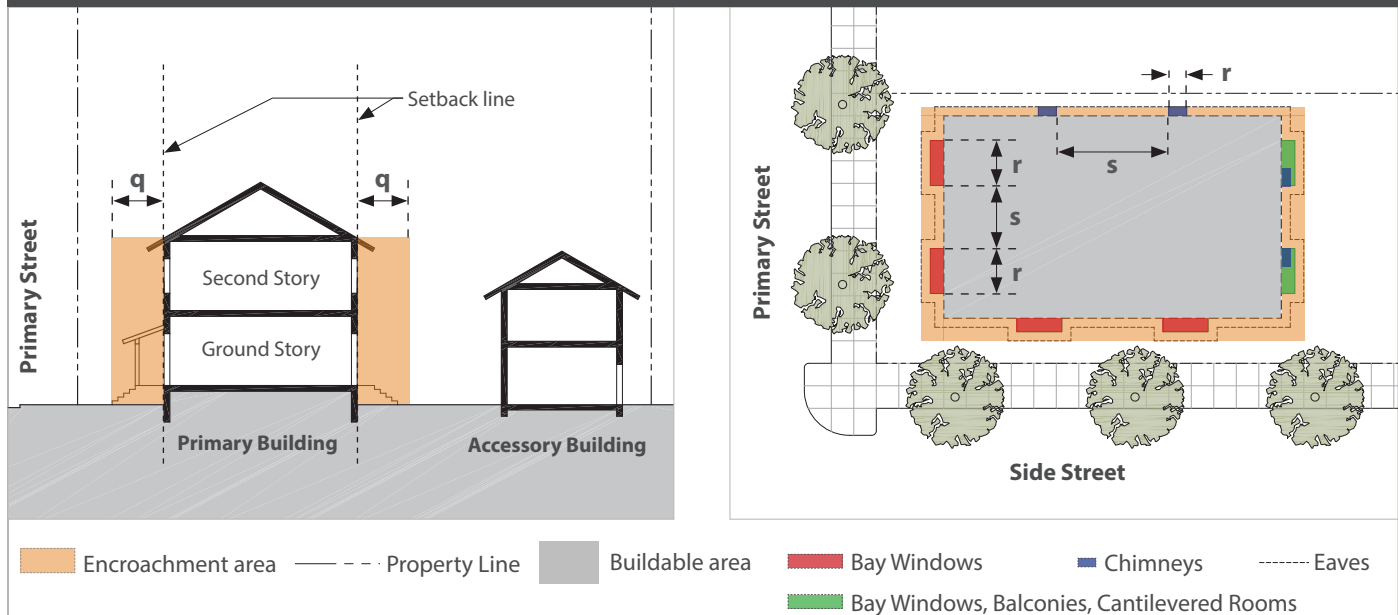 Setback line
q
q
Primary Street
Second Story
Ground Story
Primary Building
Accessory Building
r
r
s
s
r
Primary Street
Side Street
Encroachment area
Property Line
Buildable area
Bay Windows
Chimneys
Eaves
Bay Windows, Balconies, Cantilevered Rooms